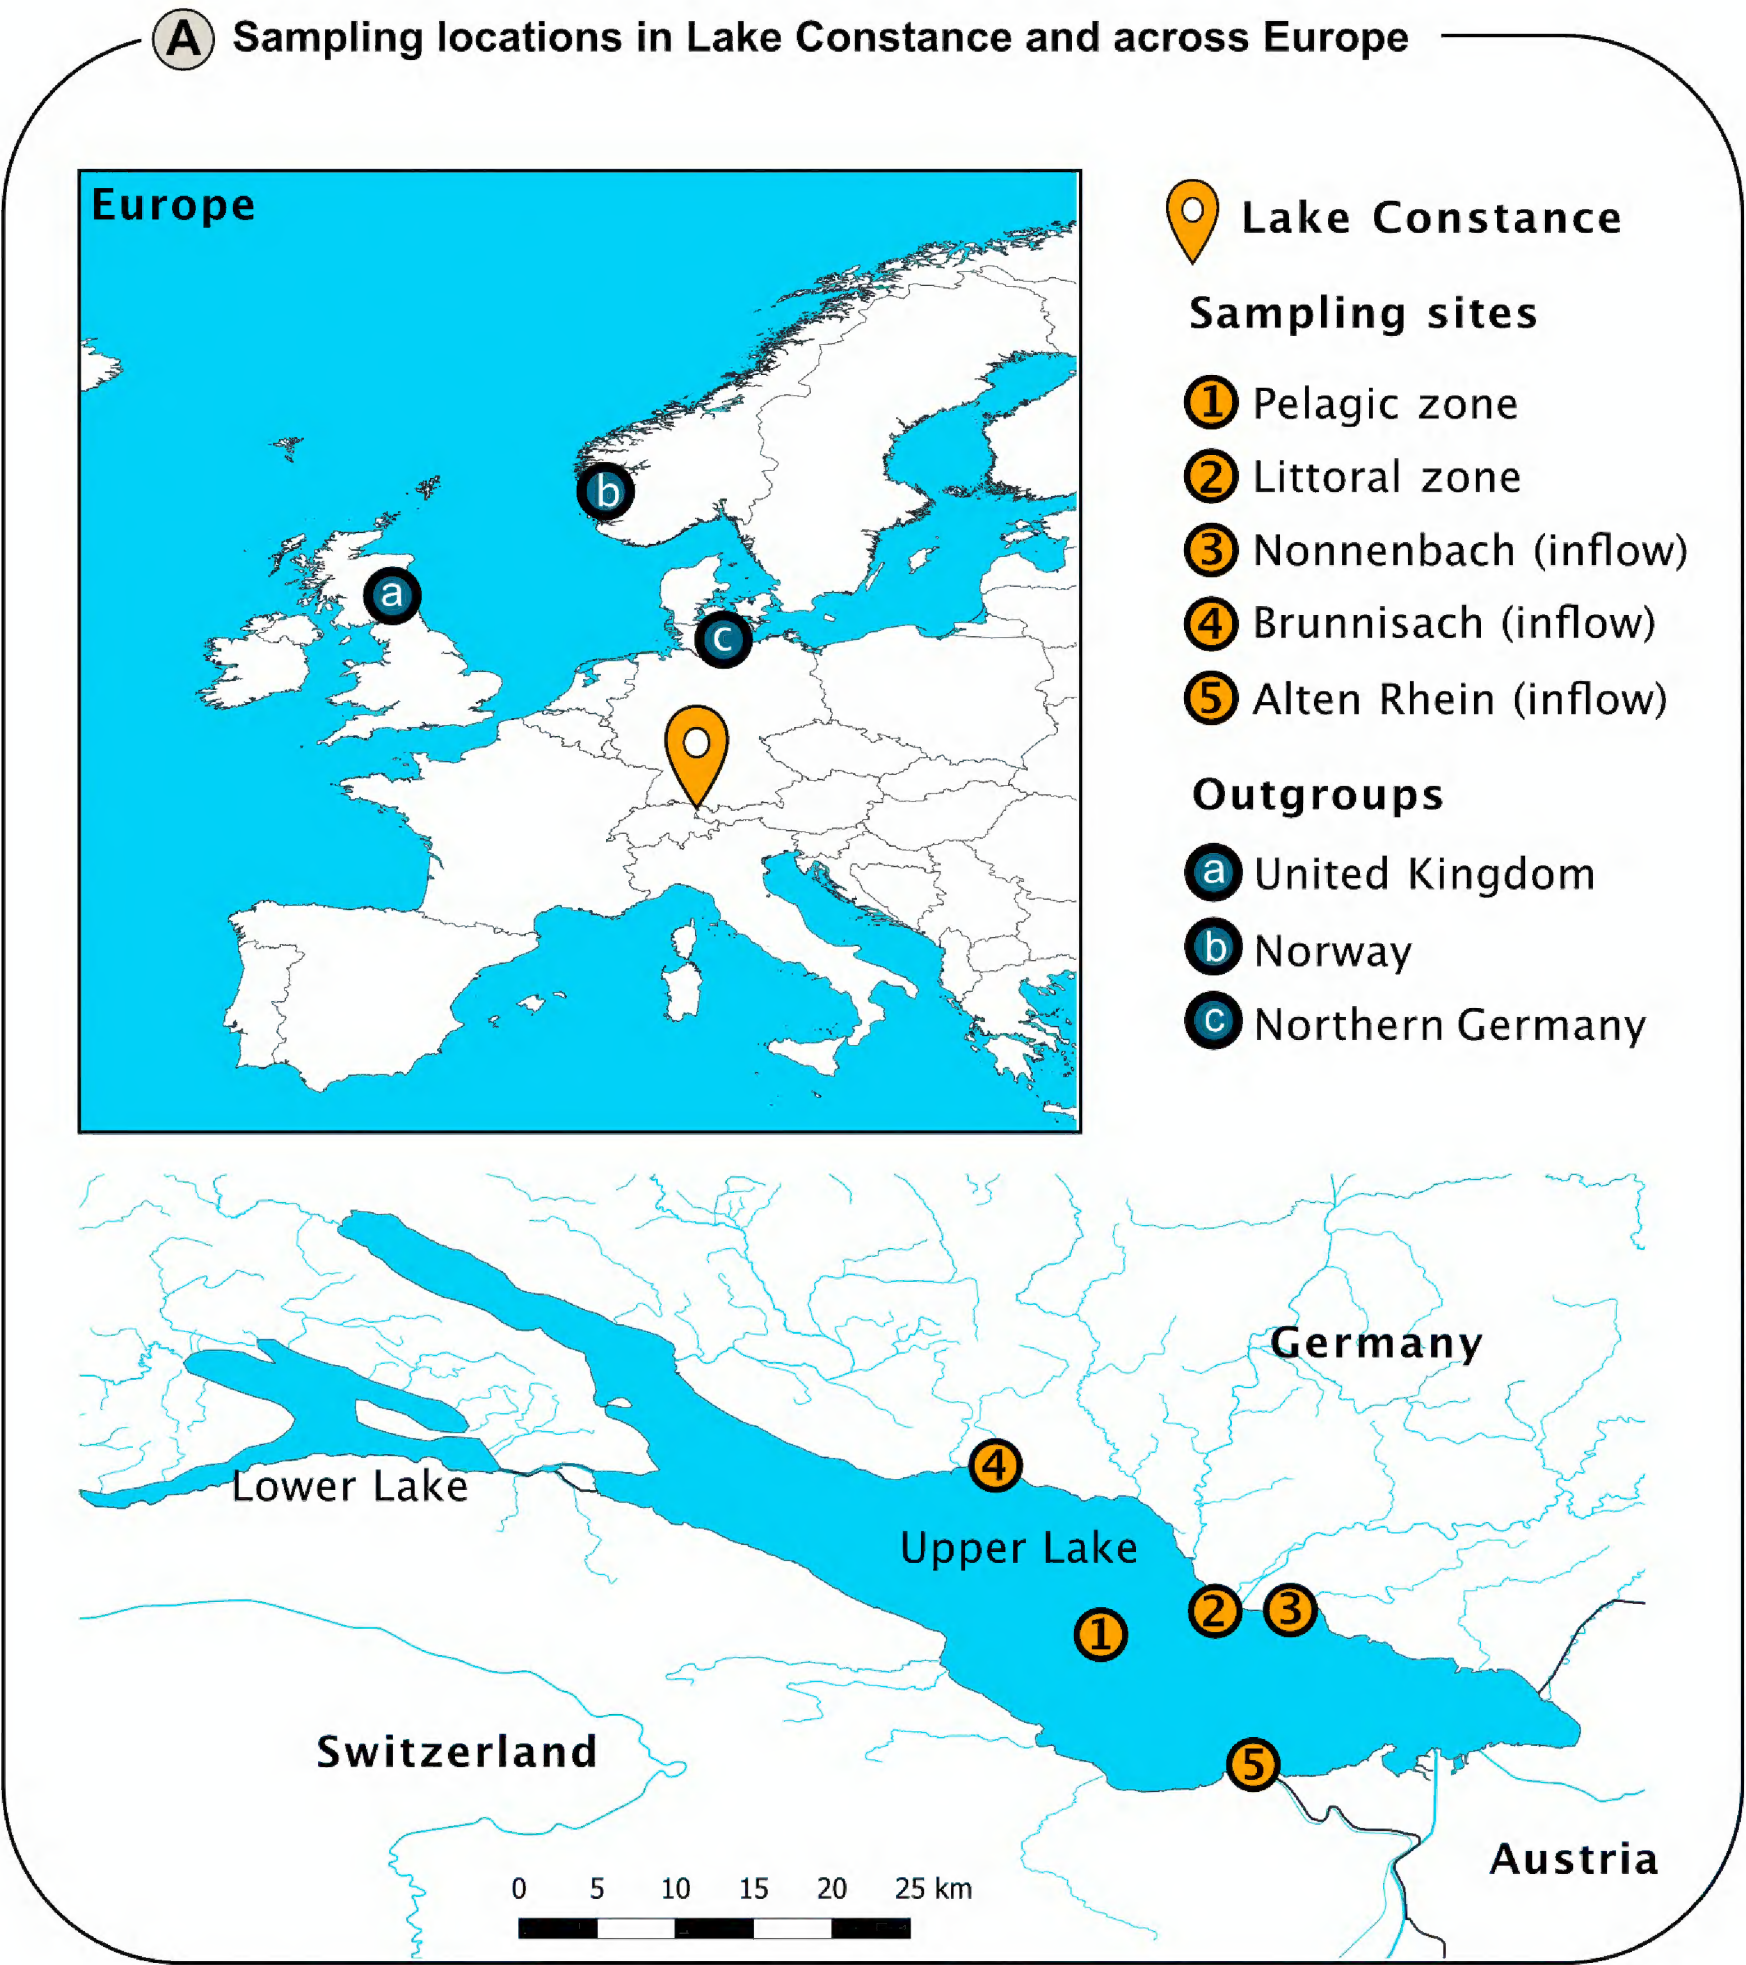 A Sampling locations in Lake Constance and across Europe
Europe
a
b
c
Lake Constance
Sampling sites
1 Pelagic zone
2 Littoral zone
3 Nonnenbach (inflow)
4 Brunnisach (inflow)
5 Alten Rhein (inflow)
Outgroups
a United Kingdom
b Norway
c Northern Germany
Germany
Lower Lake
4
Upper Lake
2
3
1
Switzerland
5
Austria
0 5 10 15 20 25 km